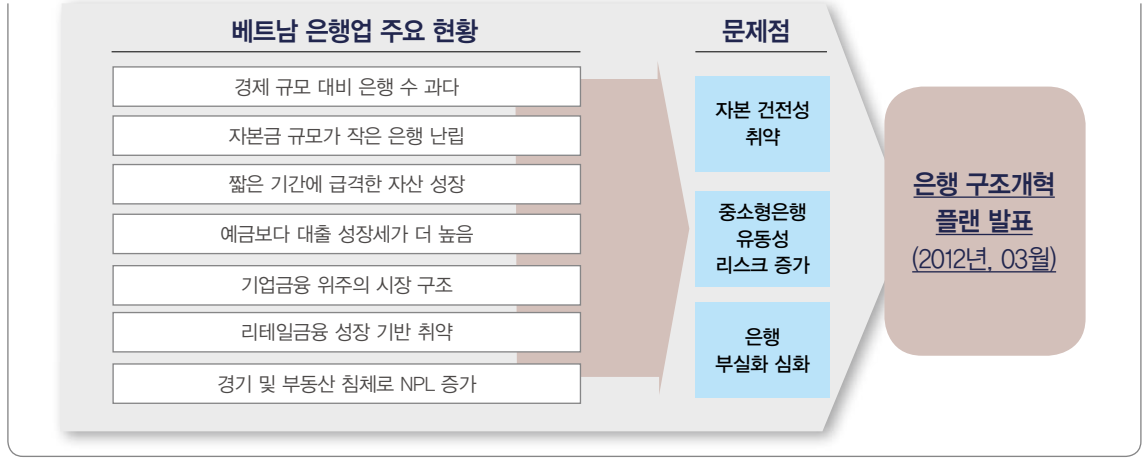 베트남 은행업 주요 현황
경제 규모 대비 은행 수 과다
자본금 규모가 작은 은행 난립
짧은 기간에 급격한 자산 성장
예금보다 대출 성장세가 더 높음
기업금융 위주의 시장 구조
리테일금융 성장 기반 취약
경기 및 부동산 침체로 NPL 증가
문제점
자본 건전성
취약
중소형은행
유동성
리스크 증가
은행
부실화 심화
은행 구조개혁
플랜 발표
(2012년, 03월)